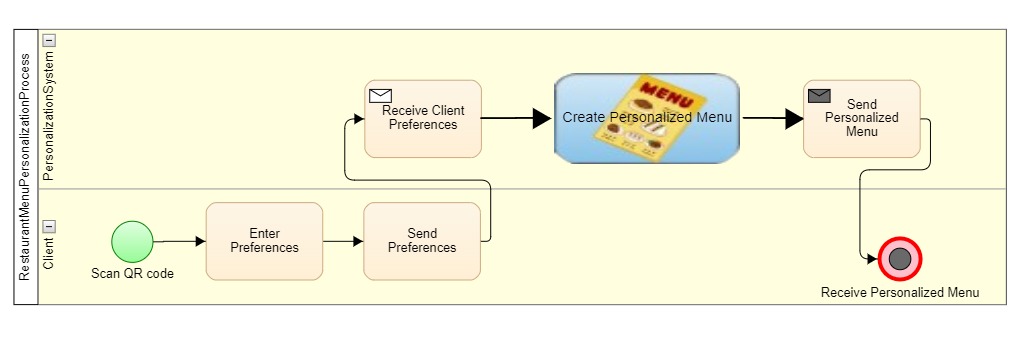 RestaurantMenuPersonalizationProcess
PersonalizationSystem
Receive Client
Preferences
MENU
Create Personalized Menu
Send
Personalized
Menu
Client
Scan QR code
Enter
Preferences
Send
Preferences
Receive Personalized Menu